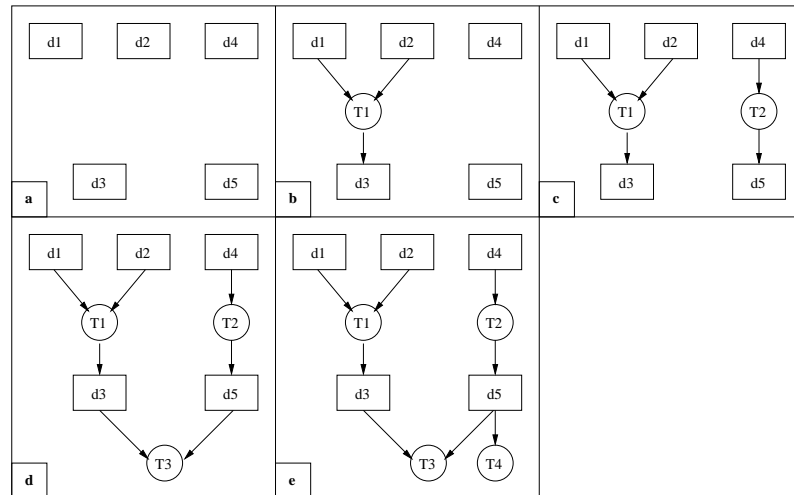 d1 d2 d4
d3 d5
a
d1 d2 d4
T1
d3 d5
b
d1 d2 d4
T1 T2
d3 d5
c
d1 d2 d4
T1 T2
d3 d5
T3
d
d1 d2 d4
T1 T2
d3 d5
T3 T4
e